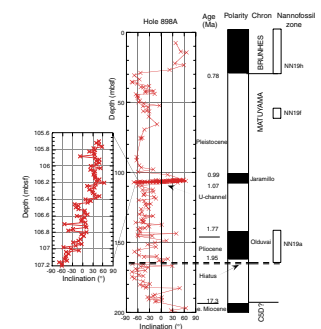 Hole 898A
Age
(Ma)
Polarity
Chron
Nannofossil
zone
0
50
100
150
200
Depth (mbsf)
-90 -60 -30 0 30 60 90
Inclination (°)
105.6
105.8
106.0
106.2
106.4
106.6
106.8
107.0
107.2
Depth (mbsf)
-90 -60 -30 0 30 60 90
Inclination (°)
0.78
Pleistocene
0.99
1.07
U-channel
1.77
Pliocene
1.95
Hiatus
17.3
e. Miocene
BRUNHES
MATUYAMA
Jaramillo
Olduvai
C5D?
NN19h
NN19f
NN19a